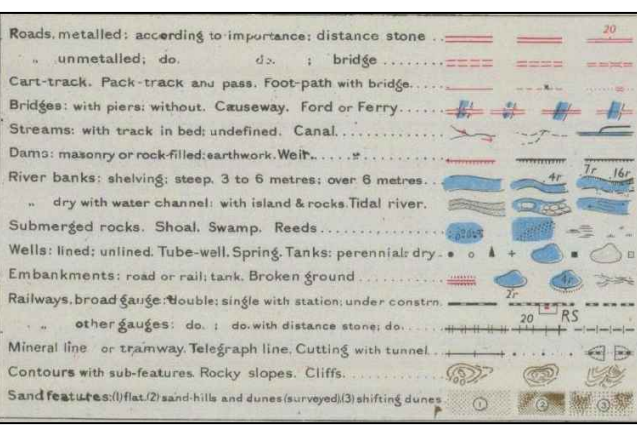 Roads, metalled: according to importance; distance stone .. 20
" unmetalled; do. do. ; bridge
Cart-track. Pack-track and pass. Foot-path with bridge
Bridges: with piers; without. Causeway. Ford or Ferry
Streams: with track in bed; undefined. Canal
Dams: masonry or rock-filled; earthwork. Weir
River banks: shelving; steep, 3 to 6 metres; over 6 metres .. 4r 7r 16r
" dry with water channel; with island & rocks. Tidal river.
Submerged rocks. Shoal. Swamp. Reeds
Wells: lined; unlined. Tube-well. Spring. Tanks: perennial; dry
Embankments: road or rail; tank. Broken ground 2r 4r
Railways, broad gauge: double; single with station; under constrn. RS
" other gauges: do. ; do. with distance stone; do. 20
Mineral line or tramway. Telegraph line. Cutting with tunnel
Contours with sub-features. Rocky slopes. Cliffs 500
Sand features: (1) flat. (2) sand-hills and dunes (surveyed). (3) shifting dunes 1 2 3